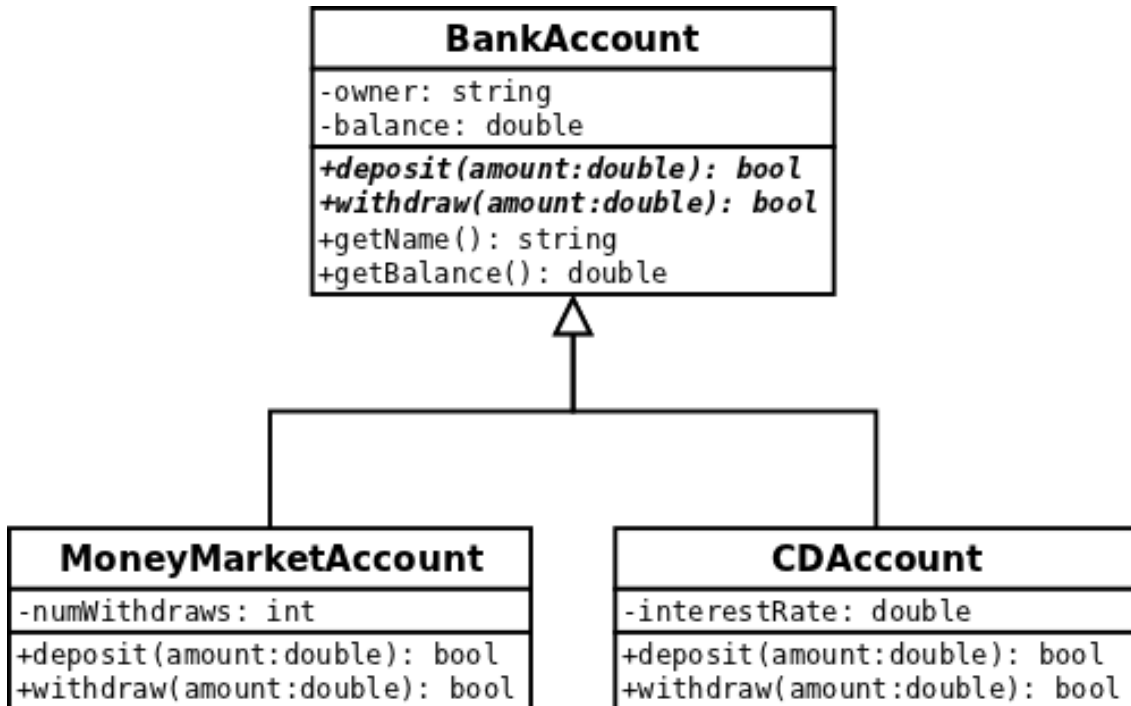 BankAccount
-owner: string
-balance: double
+deposit(amount:double): bool
+withdraw(amount:double): bool
+getName(): string
+getBalance(): double
MoneyMarketAccount
-numWithdraws: int
+deposit(amount:double): bool
+withdraw(amount:double): bool
CDAccount
-interestRate: double
+deposit(amount:double): bool
+withdraw(amount:double): bool